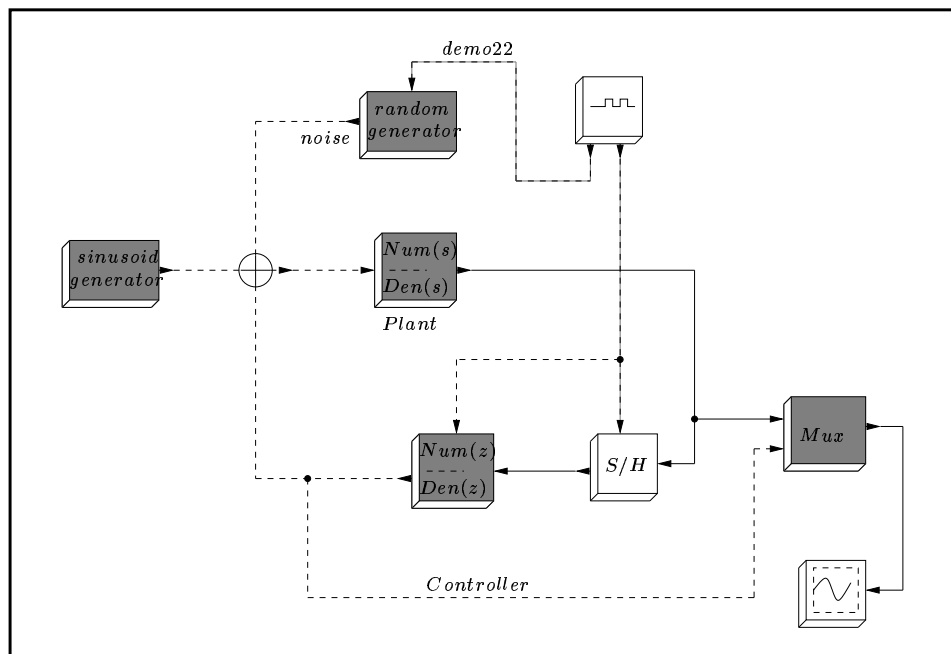 demo22
random
generator
noise
sinusoid
generator
Num(s)
Den(s)
Plant
Num(z)
Den(z)
S/H
Mux
Controller